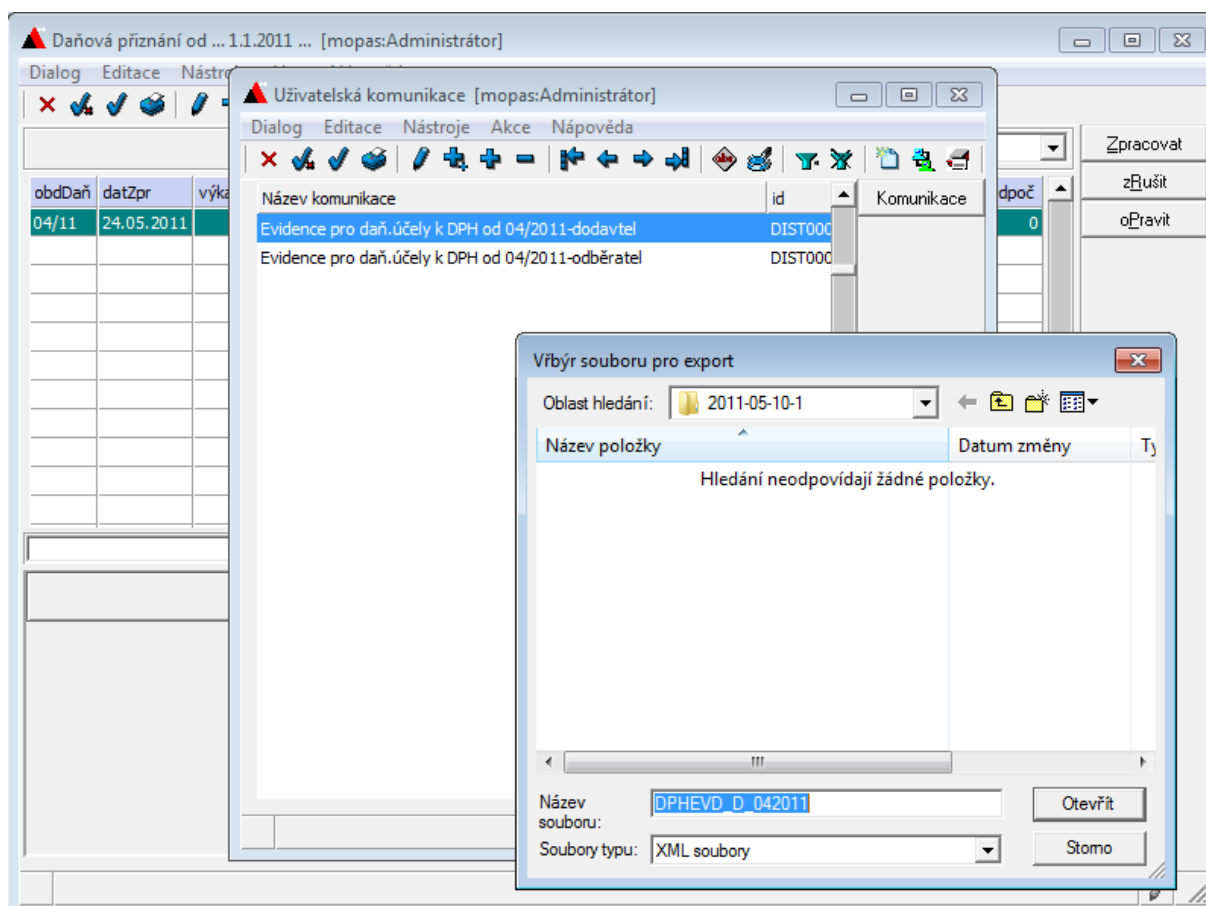 Daňová přiznání od ... 1.1.2011 ... [mopas:Administrátor]
Dialog Editace
Zpracovat
zRušit
oPravit
obdDaň datZpr dpoč
04/11 24.05.2011 0
Uživatelská komunikace [mopas:Administrátor]
Dialog Editace Nástroje Akce Nápověda
Název komunikace id Komunikace
Evidence pro daň.účely k DPH od 04/2011-dodavtel DIST000
Evidence pro daň.účely k DPH od 04/2011-odběratel DIST000
Vřbýr souboru pro export
Oblast hledání: 2011-05-10-1
Název položky Datum změny Ty
Hledání neodpovídají žádné položky.
Název
souboru: DPHEVD_D_042011 Otevřít
Soubory typu: XML soubory Storno